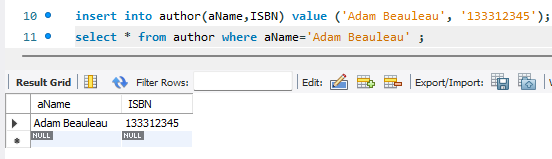 10 insert into author(aName,ISBN) value ('Adam Beauleau', '133312345');
11 select * from author where aName='Adam Beauleau' ;
Result Grid Filter Rows: Edit: Export/Import:
aName ISBN
Adam Beauleau 133312345
NULL NULL